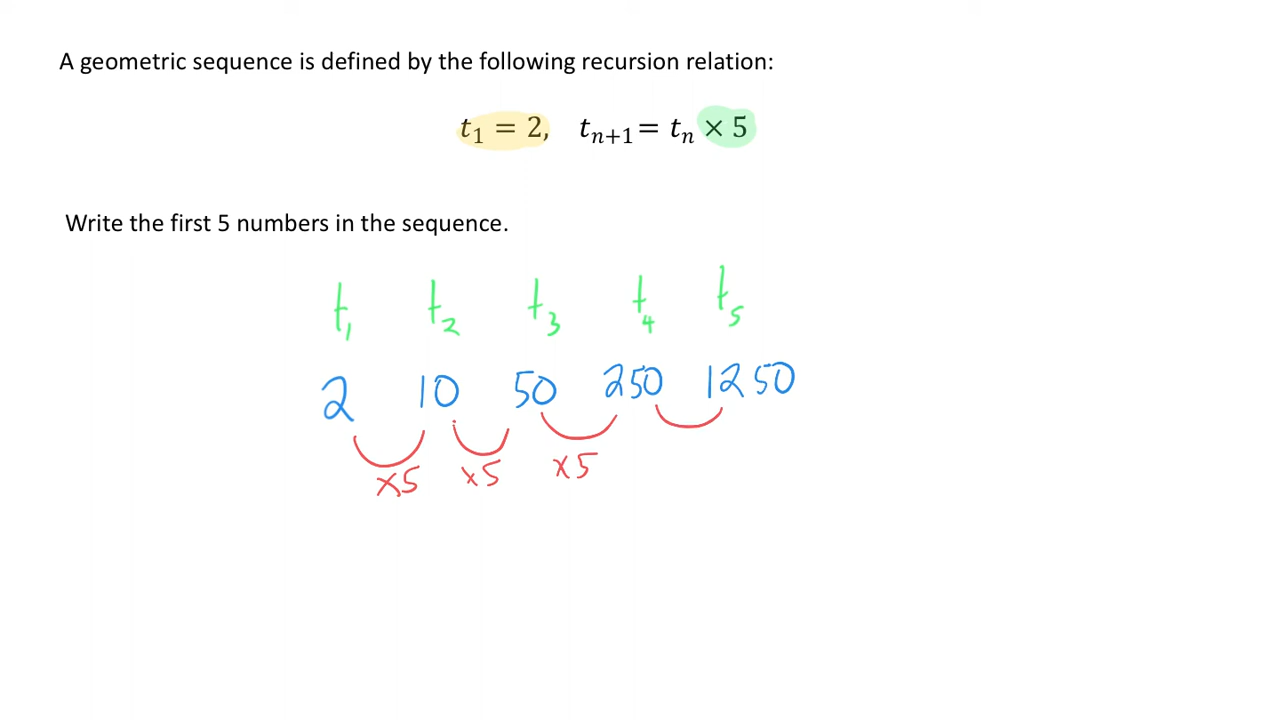 A geometric sequence is defined by the following recursion relation:
t₁ = 2, tₙ₊₁ = tₙ × 5
Write the first 5 numbers in the sequence.
t₁ t₂ t₃ t₄ t₅
2 10 50 250 1250
×5 ×5 ×5